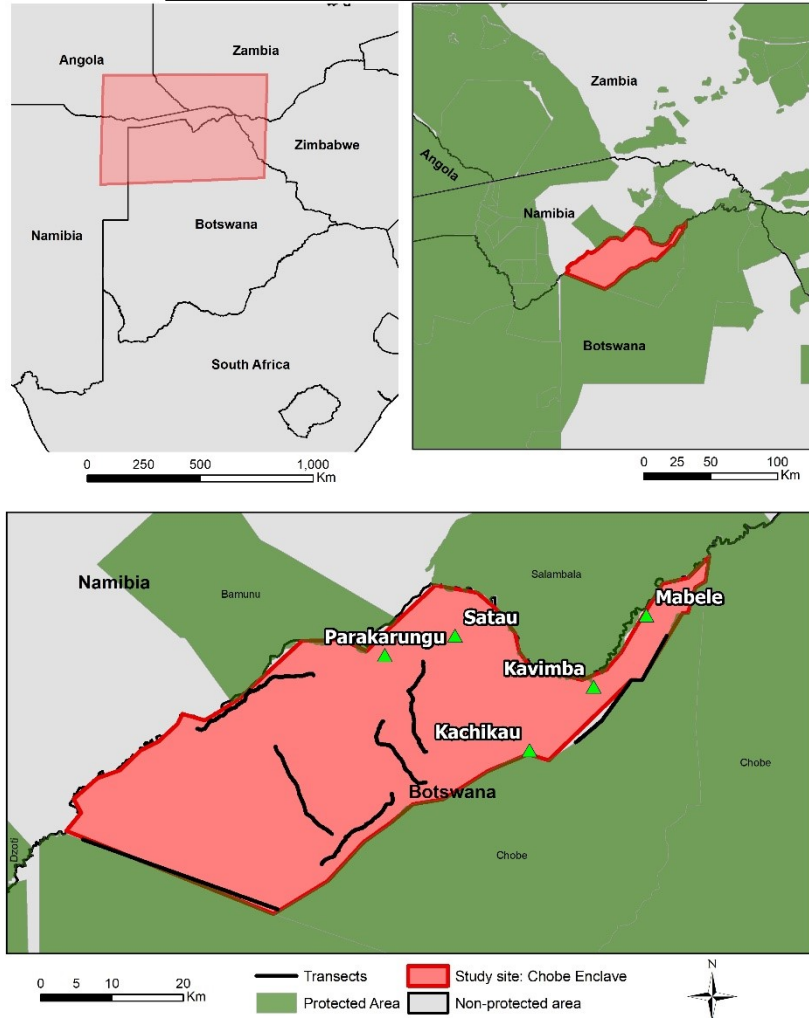 Angola
Zambia
Zimbabwe
Namibia
Botswana
South Africa
0 250 500 1,000
Km
Zambia
Angola
Namibia
Botswana
0 25 50 100
Km
Namibia
Bamunu
Salambala
Mabele
Satau
Parakarungu
Kavimba
Kachikau
Botswana
Chobe
Chobe
Dzoti
0 5 10 20
Km
Transects
Study site: Chobe Enclave
Protected Area
Non-protected area
N